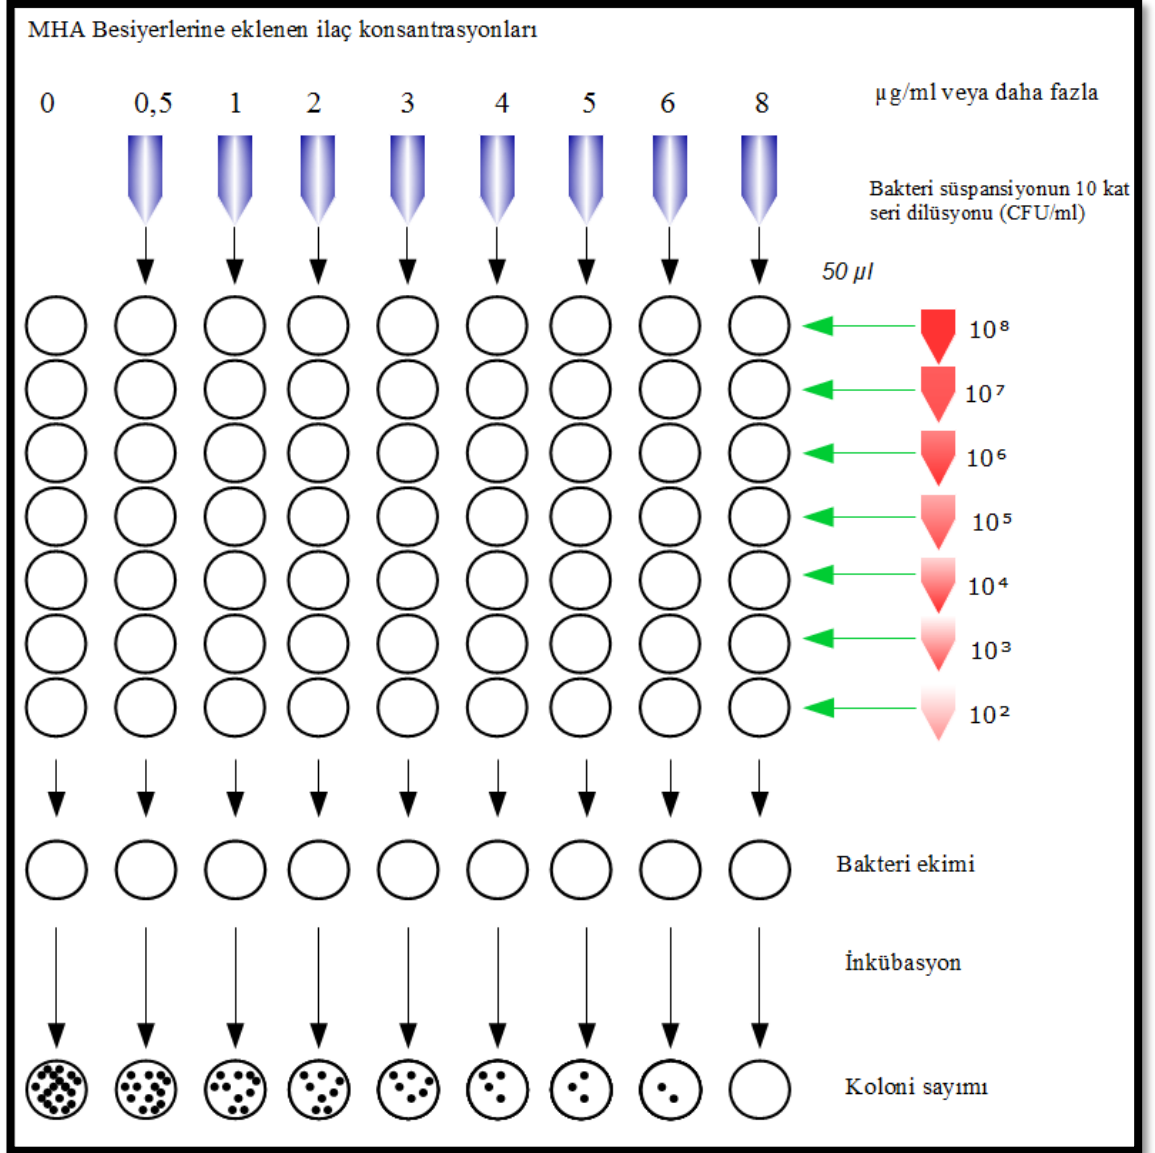 MHA Besiyerlerine eklenen ilaç konsantrasyonları
0 0,5 1 2 3 4 5 6 8 µg/ml veya daha fazla
Bakteri süspansiyonun 10 kat
seri dilüsyonu (CFU/ml)
50 µl
10⁸
10⁷
10⁶
10⁵
10⁴
10³
10²
Bakteri ekimi
İnkübasyon
Koloni sayımı